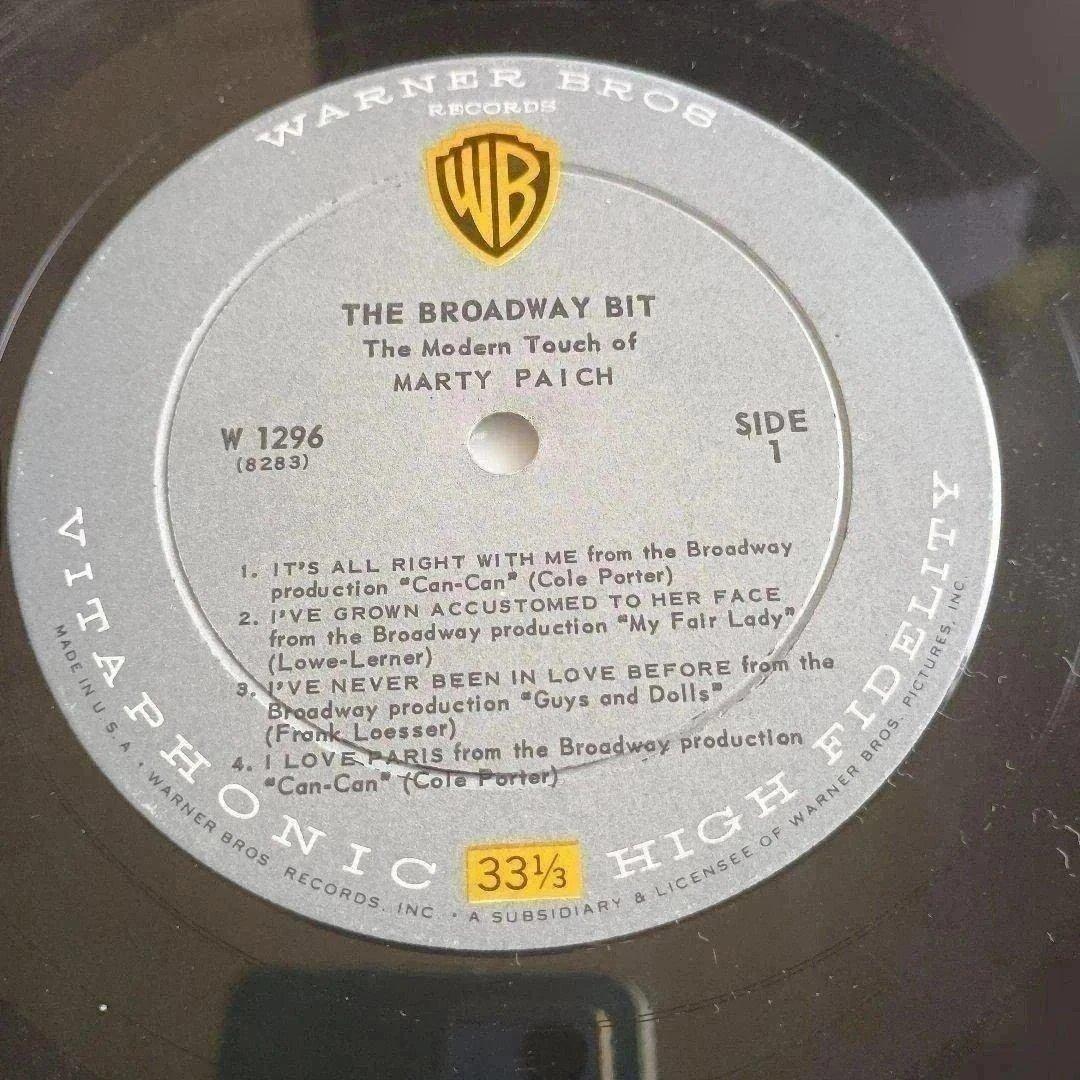 WARNER BROS
RECORDS
WB
THE BROADWAY BIT
The Modern Touch of
MARTY PAICH
W 1296
(8283)
SIDE
1
1. IT'S ALL RIGHT WITH ME from the Broadway
production "Can-Can" (Cole Porter)
2. I'VE GROWN ACCUSTOMED TO HER FACE
from the Broadway production "My Fair Lady"
(Lowe-Lerner)
3. I'VE NEVER BEEN IN LOVE BEFORE from the
Broadway production "Guys and Dolls"
(Frank Loesser)
4. I LOVE PARIS from the Broadway production
"Can-Can" (Cole Porter)
VITAPHONIC HIGH FIDELITY
33⅓
MADE IN U.S.A. • WARNER BROS RECORDS, INC. • A SUBSIDIARY & LICENSEE OF WARNER BROS. PICTURES, INC.